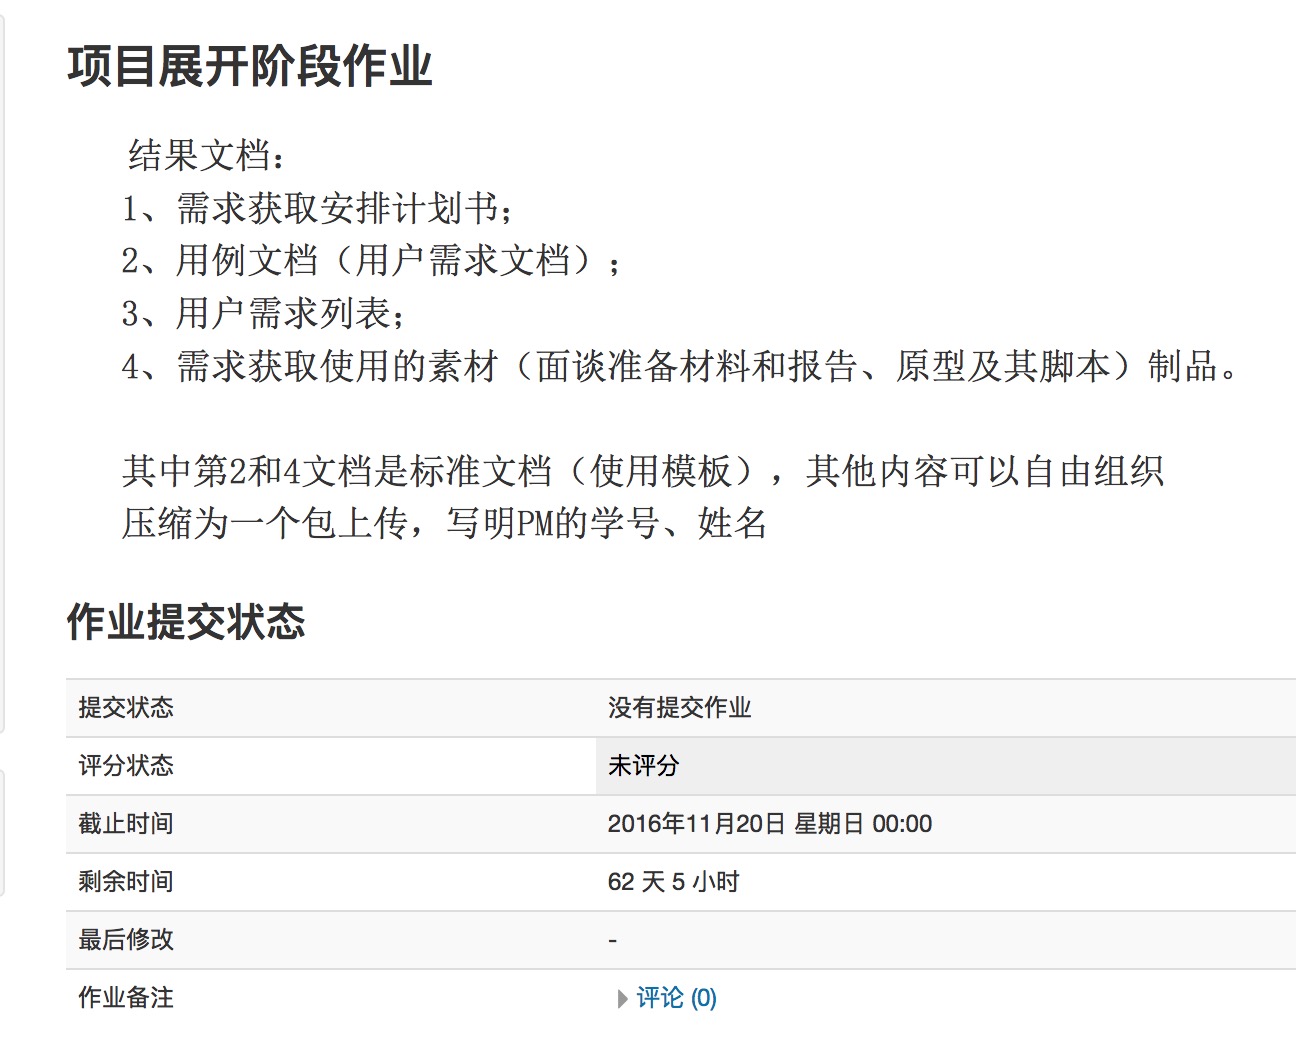 项目展开阶段作业
结果文档：
1、需求获取安排计划书；
2、用例文档（用户需求文档）；
3、用户需求列表；
4、需求获取使用的素材（面谈准备材料和报告、原型及其脚本）制品。
其中第2和4文档是标准文档（使用模板），其他内容可以自由组织
压缩为一个包上传，写明PM的学号、姓名
作业提交状态
提交状态 没有提交作业
评分状态 未评分
截止时间 2016年11月20日 星期日 00:00
剩余时间 62 天 5 小时
最后修改 -
作业备注 评论 (0)